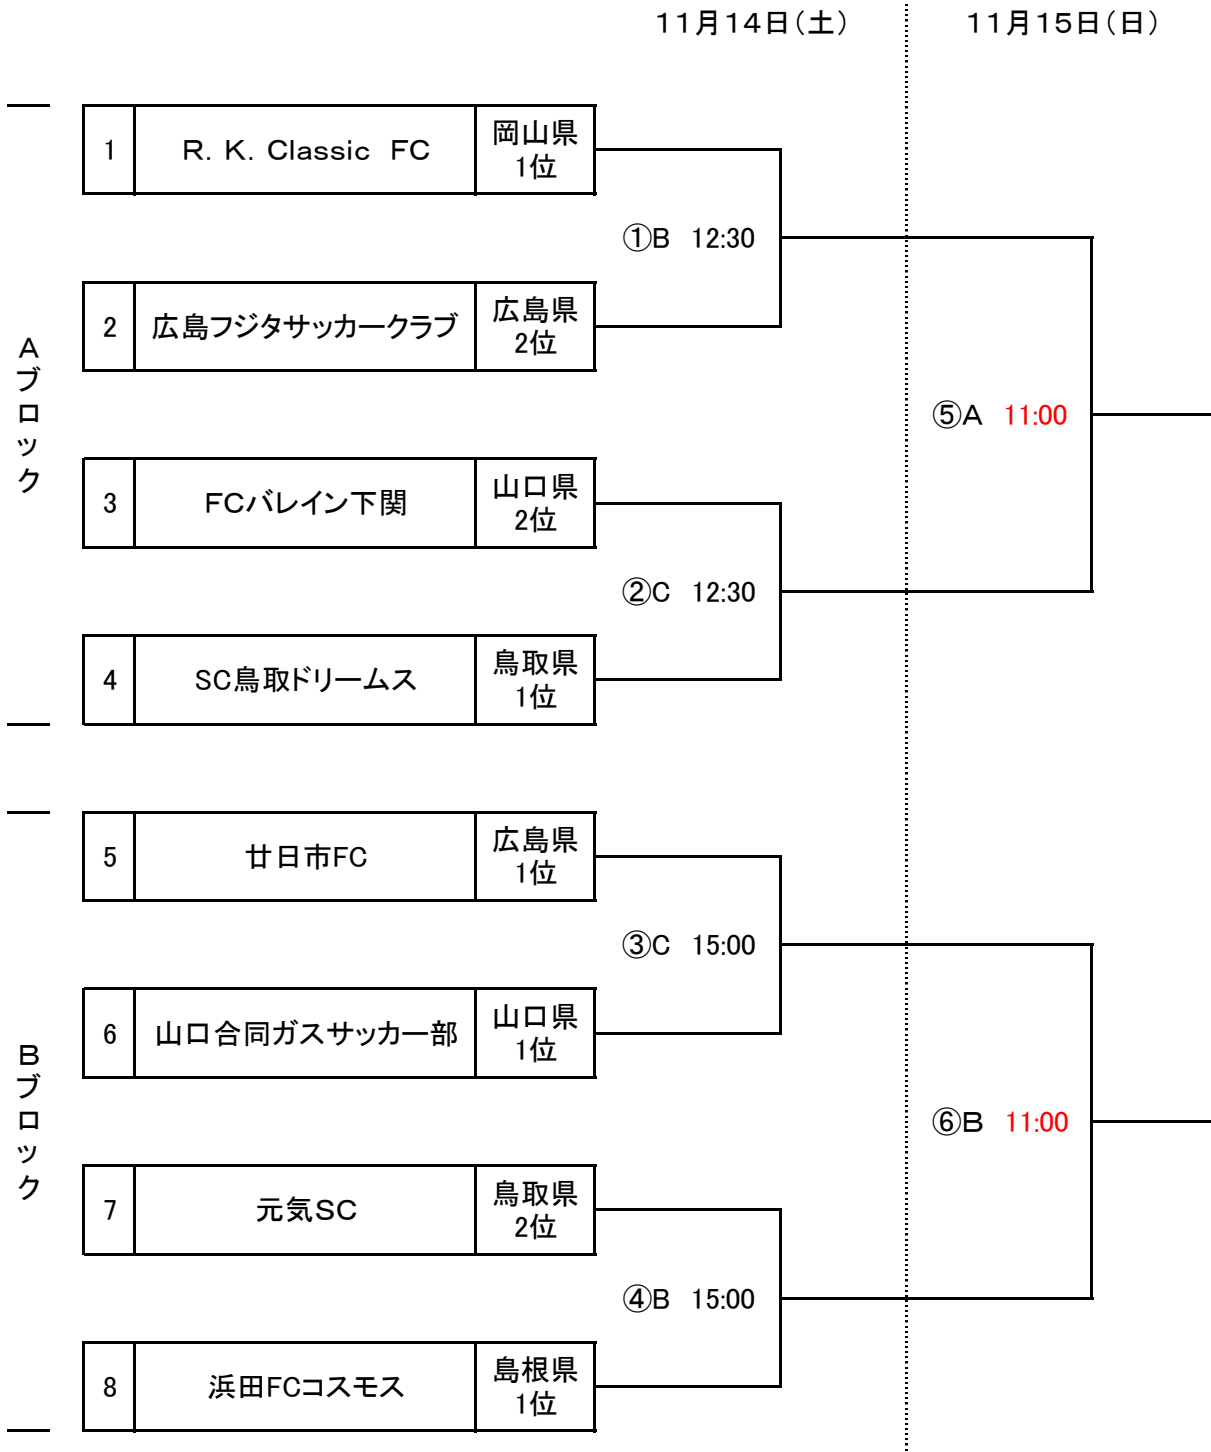 11月14日(土) 11月15日(日)
Aブロック
1 R．K．Classic FC 岡山県
1位
①B 12:30
2 広島フジタサッカークラブ 広島県
2位
⑤A 11:00
3 FCバレイン下関 山口県
2位
②C 12:30
4 SC鳥取ドリームス 鳥取県
1位
Bブロック
5 廿日市FC 広島県
1位
③C 15:00
6 山口合同ガスサッカー部 山口県
1位
⑥B 11:00
7 元気SC 鳥取県
2位
④B 15:00
8 浜田FCコスモス 島根県
1位